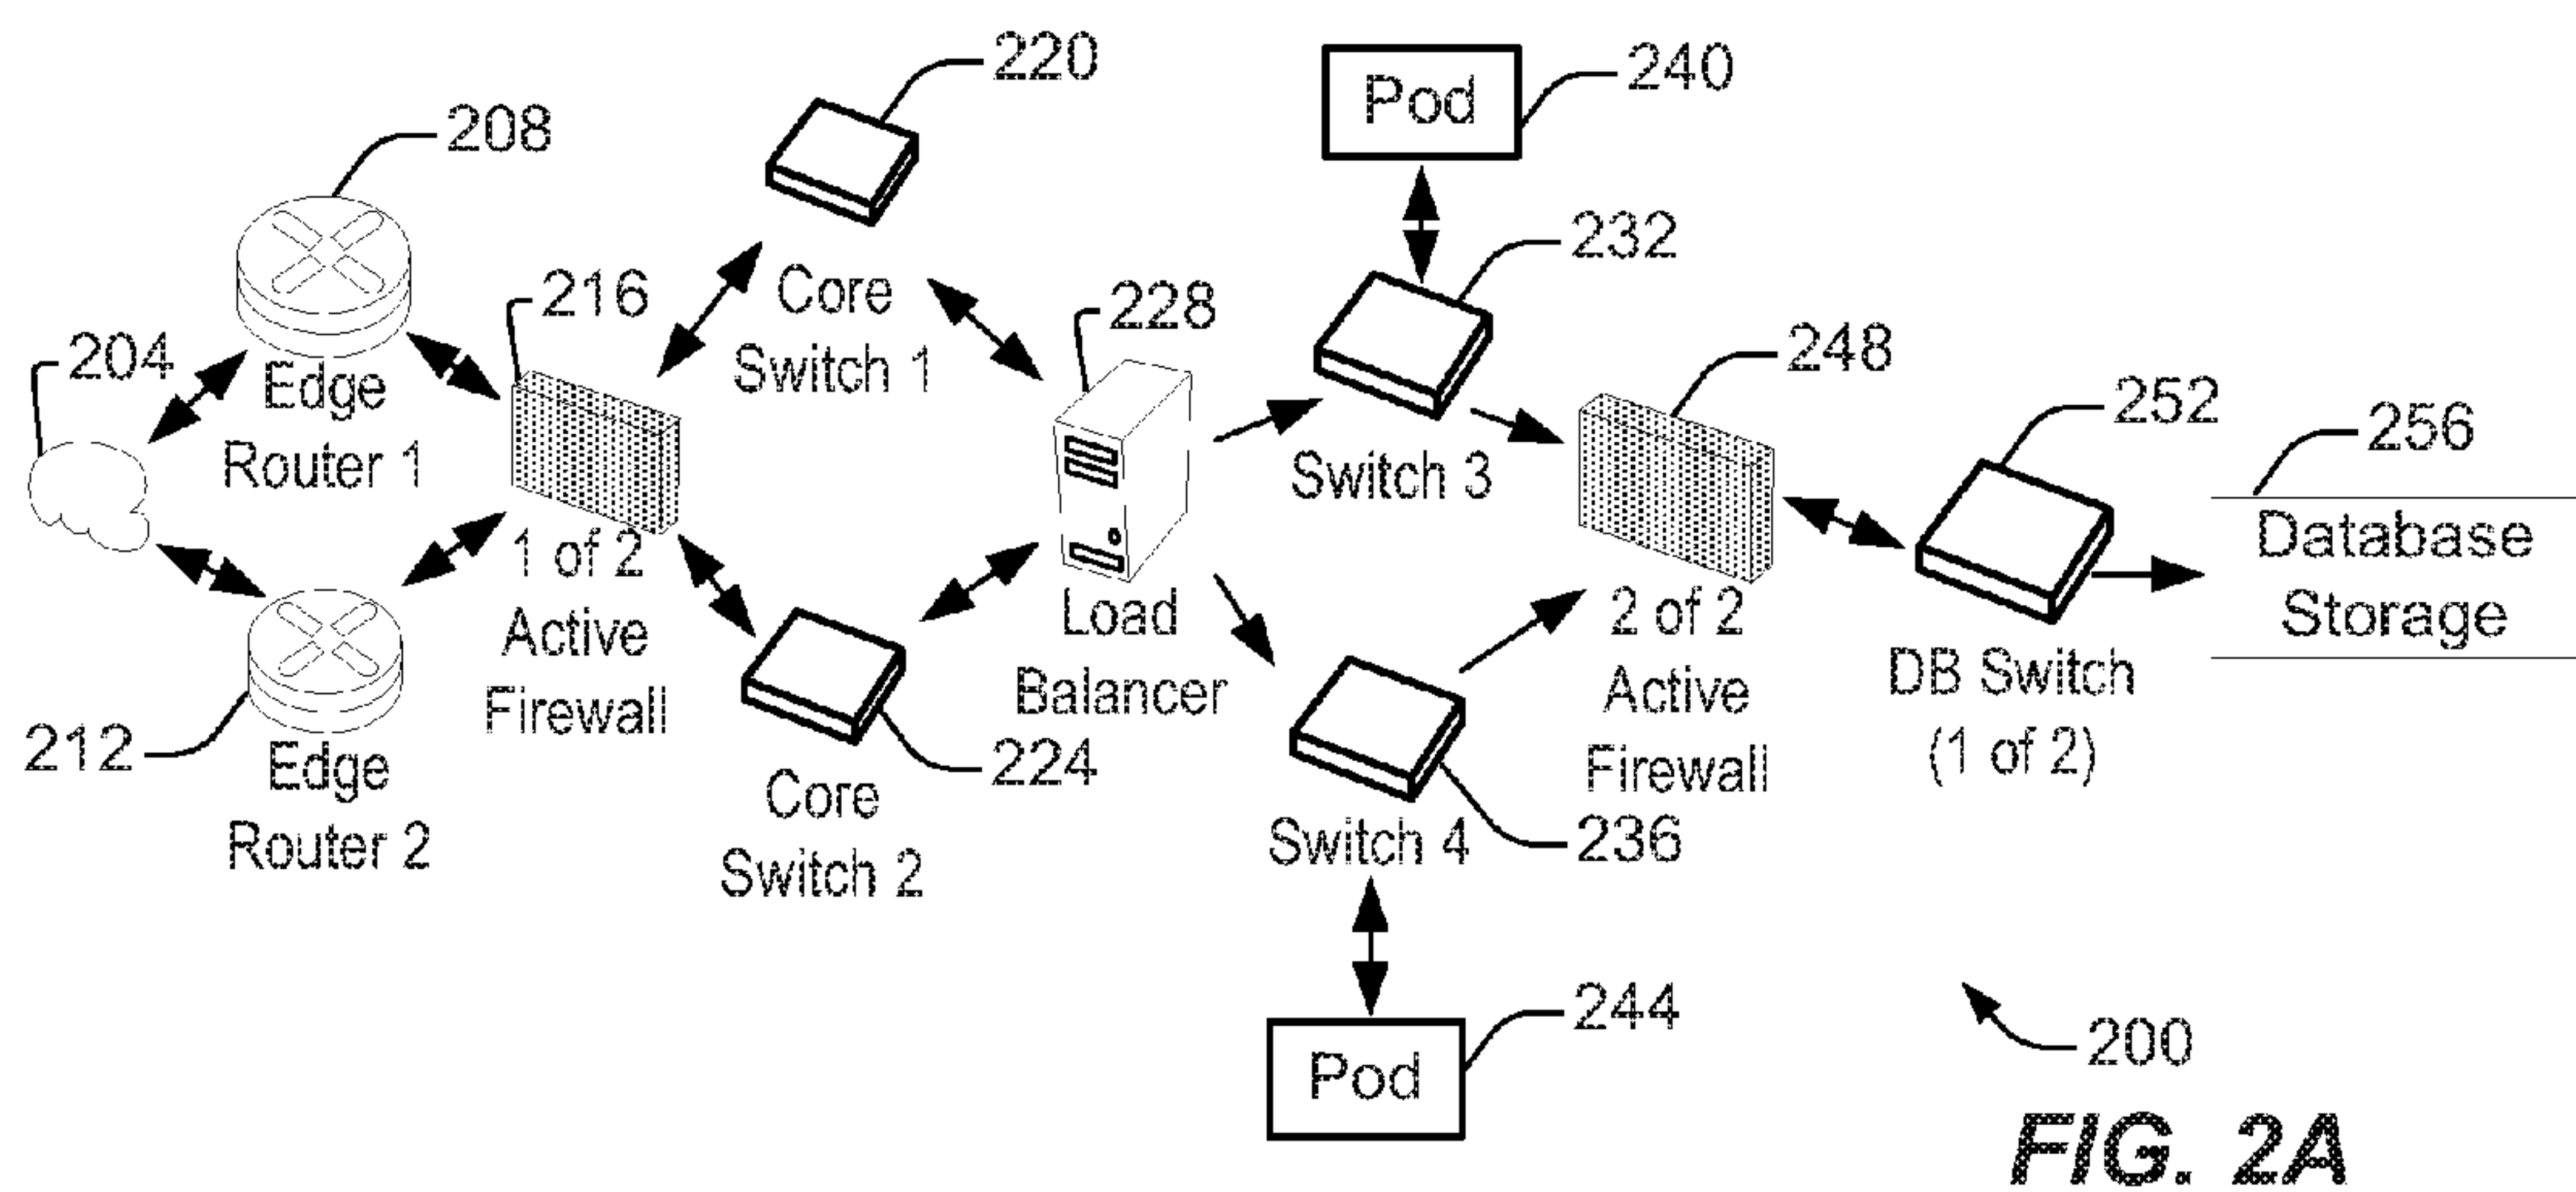 220
Pod
240
208
232
216
Core
Switch 1
228
248
204
Edge
Router 1
Switch 3
252
256
Database
Storage
1 of 2
Active
Firewall
Load
Balancer
2 of 2
Active
Firewall
DB Switch
(1 of 2)
212
Edge
Router 2
224
Core
Switch 2
Switch 4
236
244
Pod
200
FIG. 2A